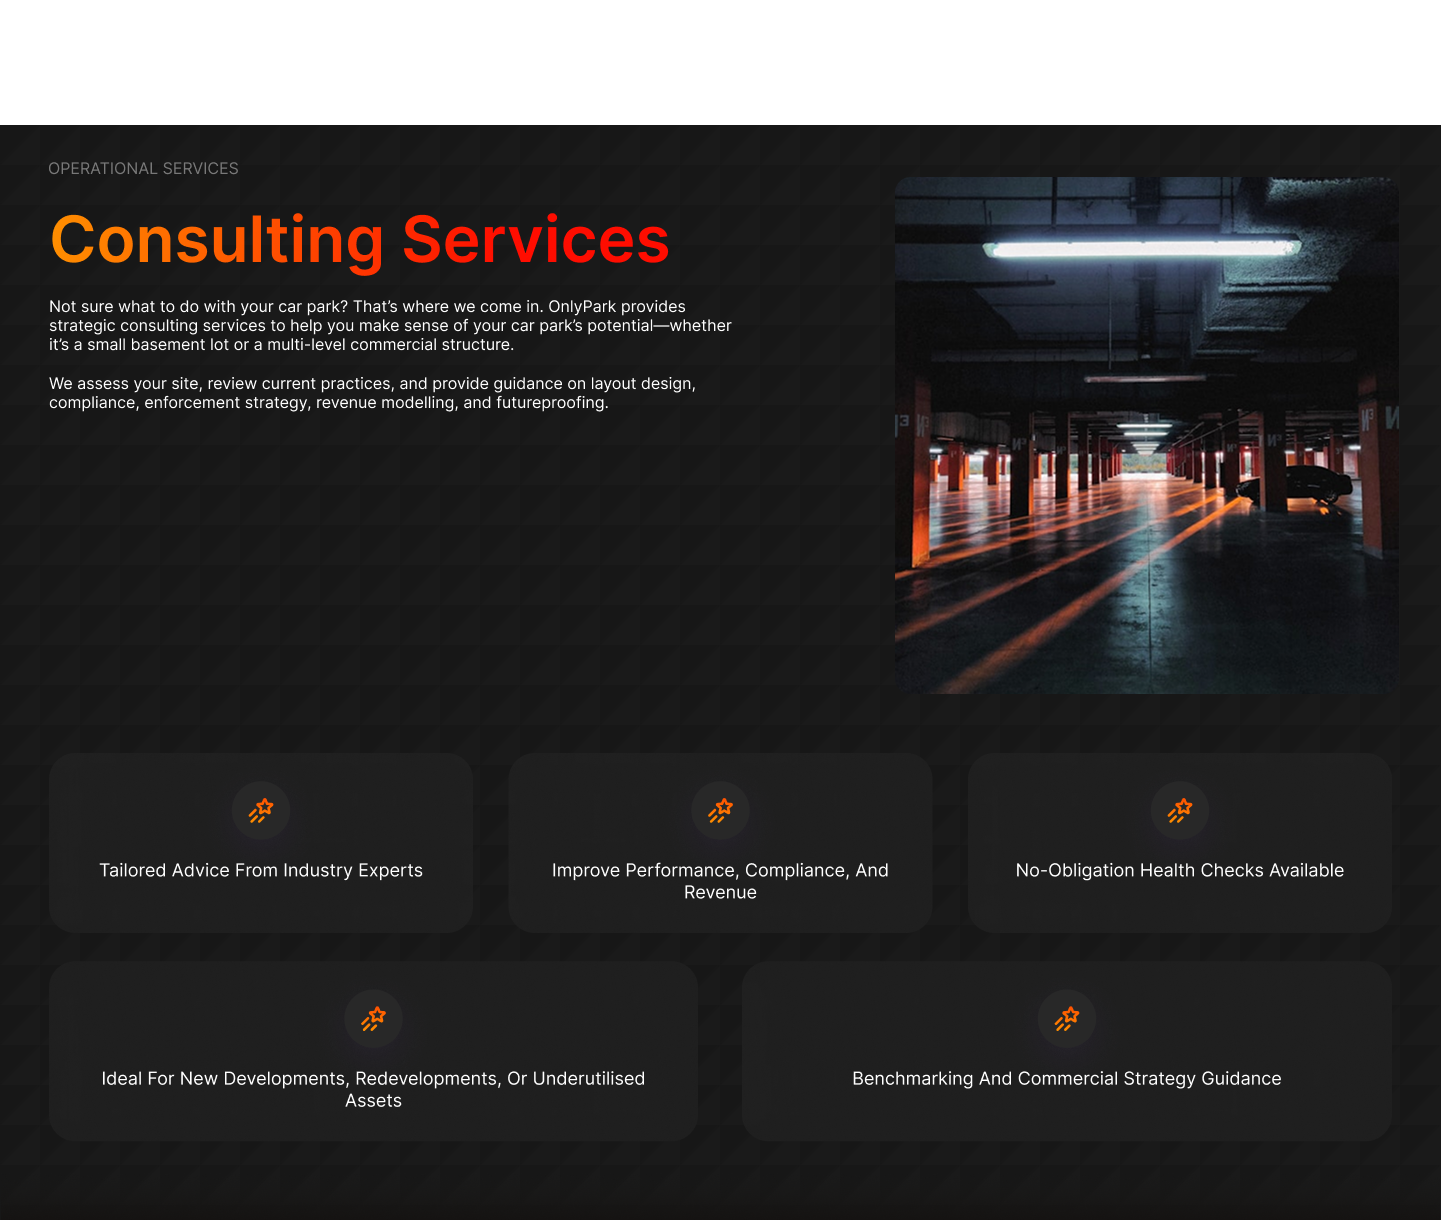 OPERATIONAL SERVICES
Consulting Services
Not sure what to do with your car park? That’s where we come in. OnlyPark provides
strategic consulting services to help you make sense of your car park’s potential—whether
it’s a small basement lot or a multi-level commercial structure.
We assess your site, review current practices, and provide guidance on layout design,
compliance, enforcement strategy, revenue modelling, and futureproofing.
Tailored Advice From Industry Experts
Improve Performance, Compliance, And
Revenue
No-Obligation Health Checks Available
Ideal For New Developments, Redevelopments, Or Underutilised
Assets
Benchmarking And Commercial Strategy Guidance